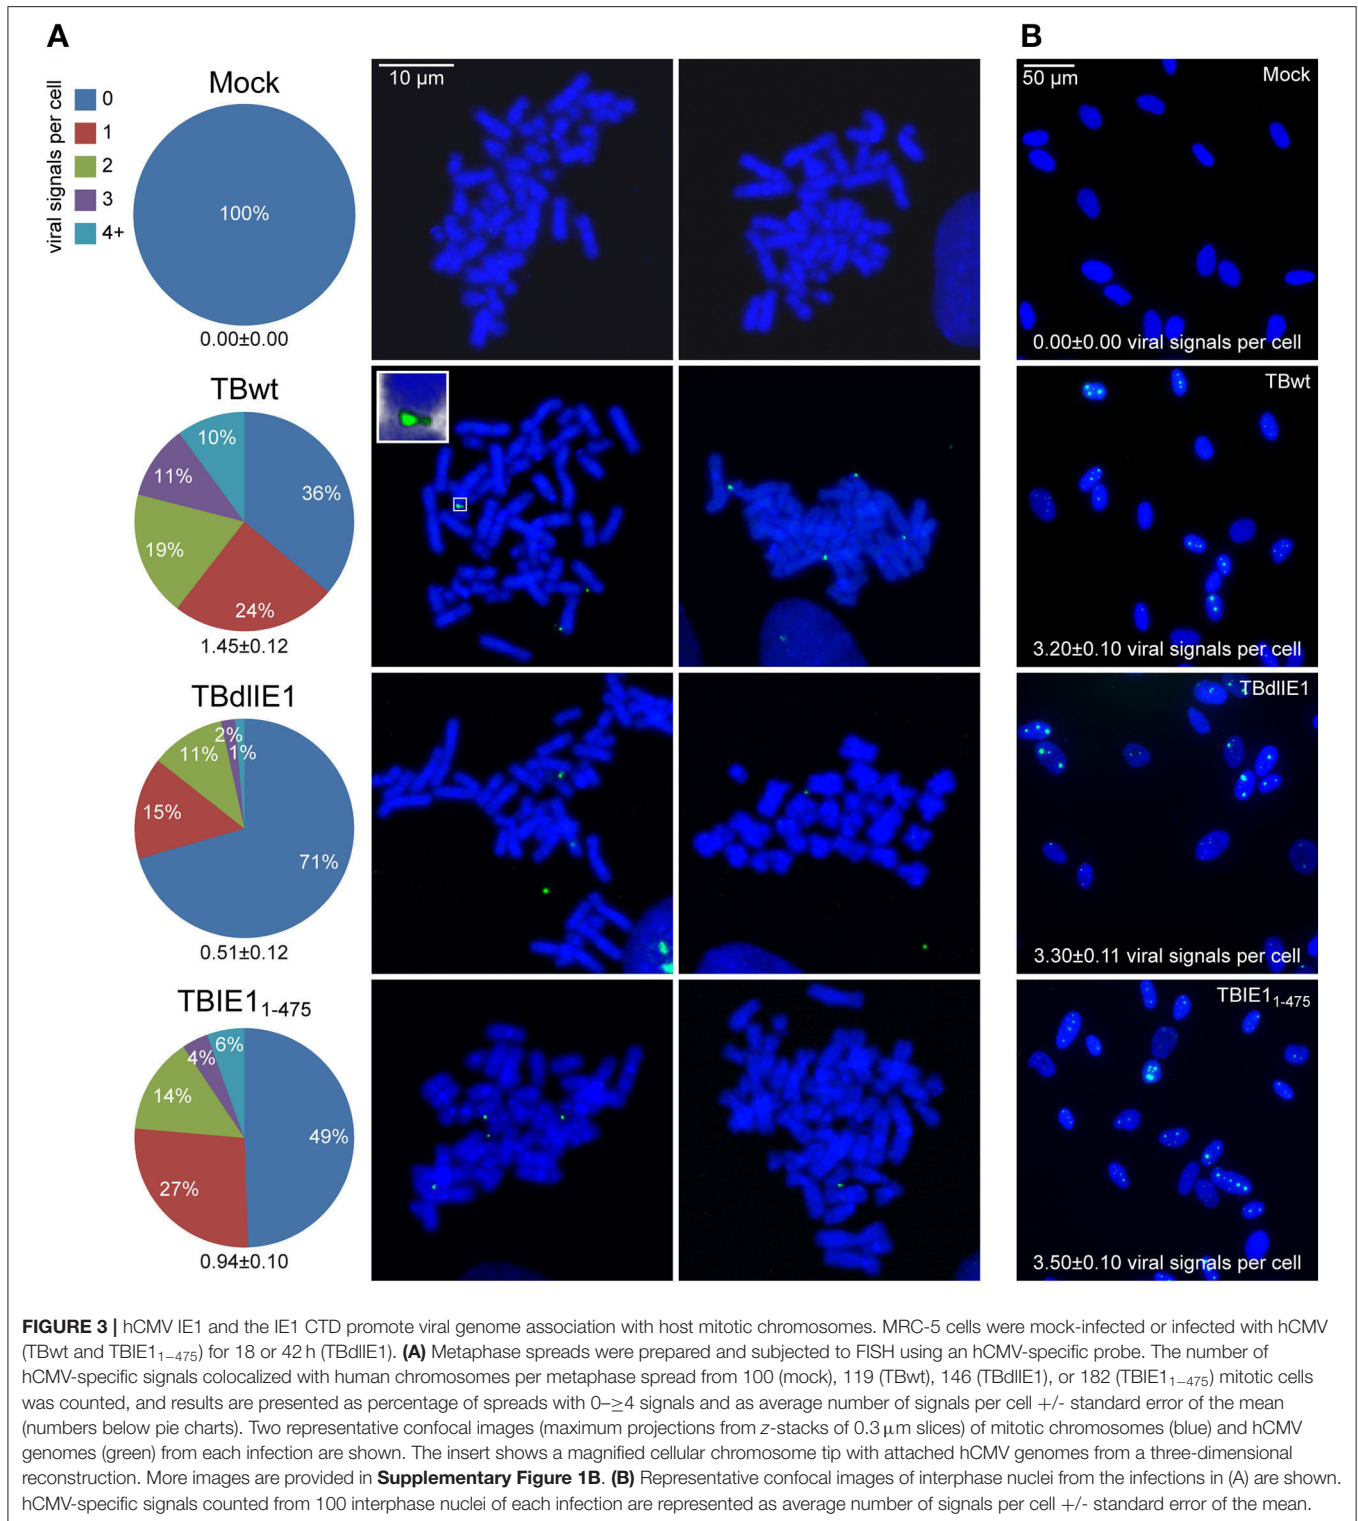 A
B
viral signals per cell
0
1
2
3
4+
Mock
100%
0.00±0.00
10 µm
50 µm
Mock
0.00±0.00 viral signals per cell
TBwt
10%
36%
11%
19%
24%
1.45±0.12
TBwt
3.20±0.10 viral signals per cell
TBdlIE1
2%
11%
1%
15%
71%
0.51±0.12
TBdlIE1
3.30±0.11 viral signals per cell
TBIE1₁₋₄₇₅
6%
4%
14%
49%
27%
0.94±0.10
TBIE1₁₋₄₇₅
3.50±0.10 viral signals per cell
FIGURE 3 | hCMV IE1 and the IE1 CTD promote viral genome association with host mitotic chromosomes. MRC-5 cells were mock-infected or infected with hCMV
(TBwt and TBIE1₁₋₄₇₅) for 18 or 42 h (TBdlIE1). (A) Metaphase spreads were prepared and subjected to FISH using an hCMV-specific probe. The number of
hCMV-specific signals colocalized with human chromosomes per metaphase spread from 100 (mock), 119 (TBwt), 146 (TBdlIE1), or 182 (TBIE1₁₋₄₇₅) mitotic cells
was counted, and results are presented as percentage of spreads with 0–≥4 signals and as average number of signals per cell +/- standard error of the mean
(numbers below pie charts). Two representative confocal images (maximum projections from z-stacks of 0.3 µm slices) of mitotic chromosomes (blue) and hCMV
genomes (green) from each infection are shown. The insert shows a magnified cellular chromosome tip with attached hCMV genomes from a three-dimensional
reconstruction. More images are provided in Supplementary Figure 1B. (B) Representative confocal images of interphase nuclei from the infections in (A) are shown.
hCMV-specific signals counted from 100 interphase nuclei of each infection are represented as average number of signals per cell +/- standard error of the mean.